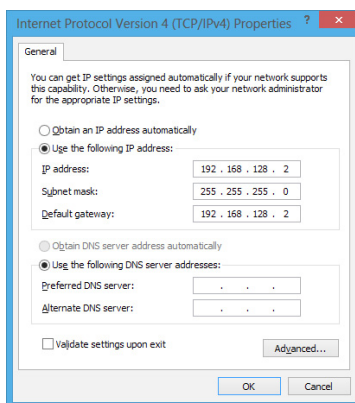 Internet Protocol Version 4 (TCP/IPv4) Properties ? ×
General
You can get IP settings assigned automatically if your network supports
this capability. Otherwise, you need to ask your network administrator
for the appropriate IP settings.
Obtain an IP address automatically
Use the following IP address:
IP address: 192 . 168 . 128 . 2
Subnet mask: 255 . 255 . 255 . 0
Default gateway: 192 . 168 . 128 . 2
Obtain DNS server address automatically
Use the following DNS server addresses:
Preferred DNS server: . . .
Alternate DNS server: . . .
Validate settings upon exit Advanced...
OK Cancel